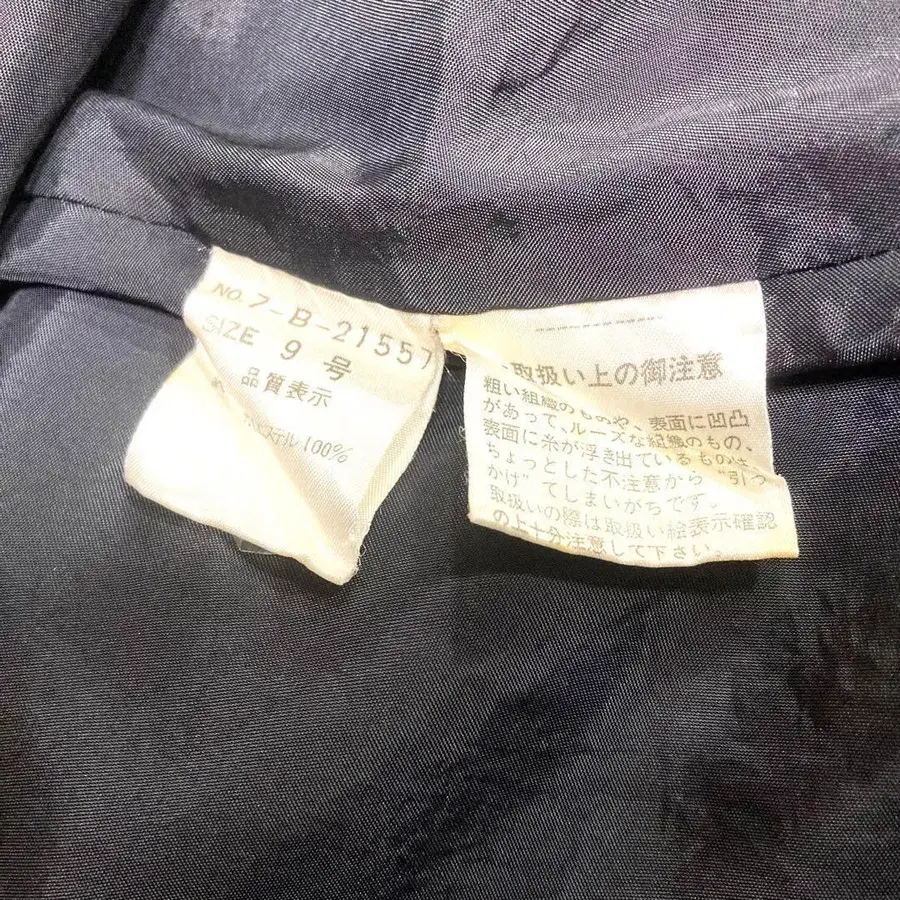 NO. 7-B-21557
SIZE 9 号
品質表示
ポリエステル 100%
取扱い上の御注意
粗い組織のものや、表面に凹凸
があって、ルーズな組織のもの、
表面に糸が浮き出ているものは、
ちょっとした不注意から"引っ
かけ"てしまいがちです。
取扱いの際は取扱い絵表示確認
の上十分注意して下さい。